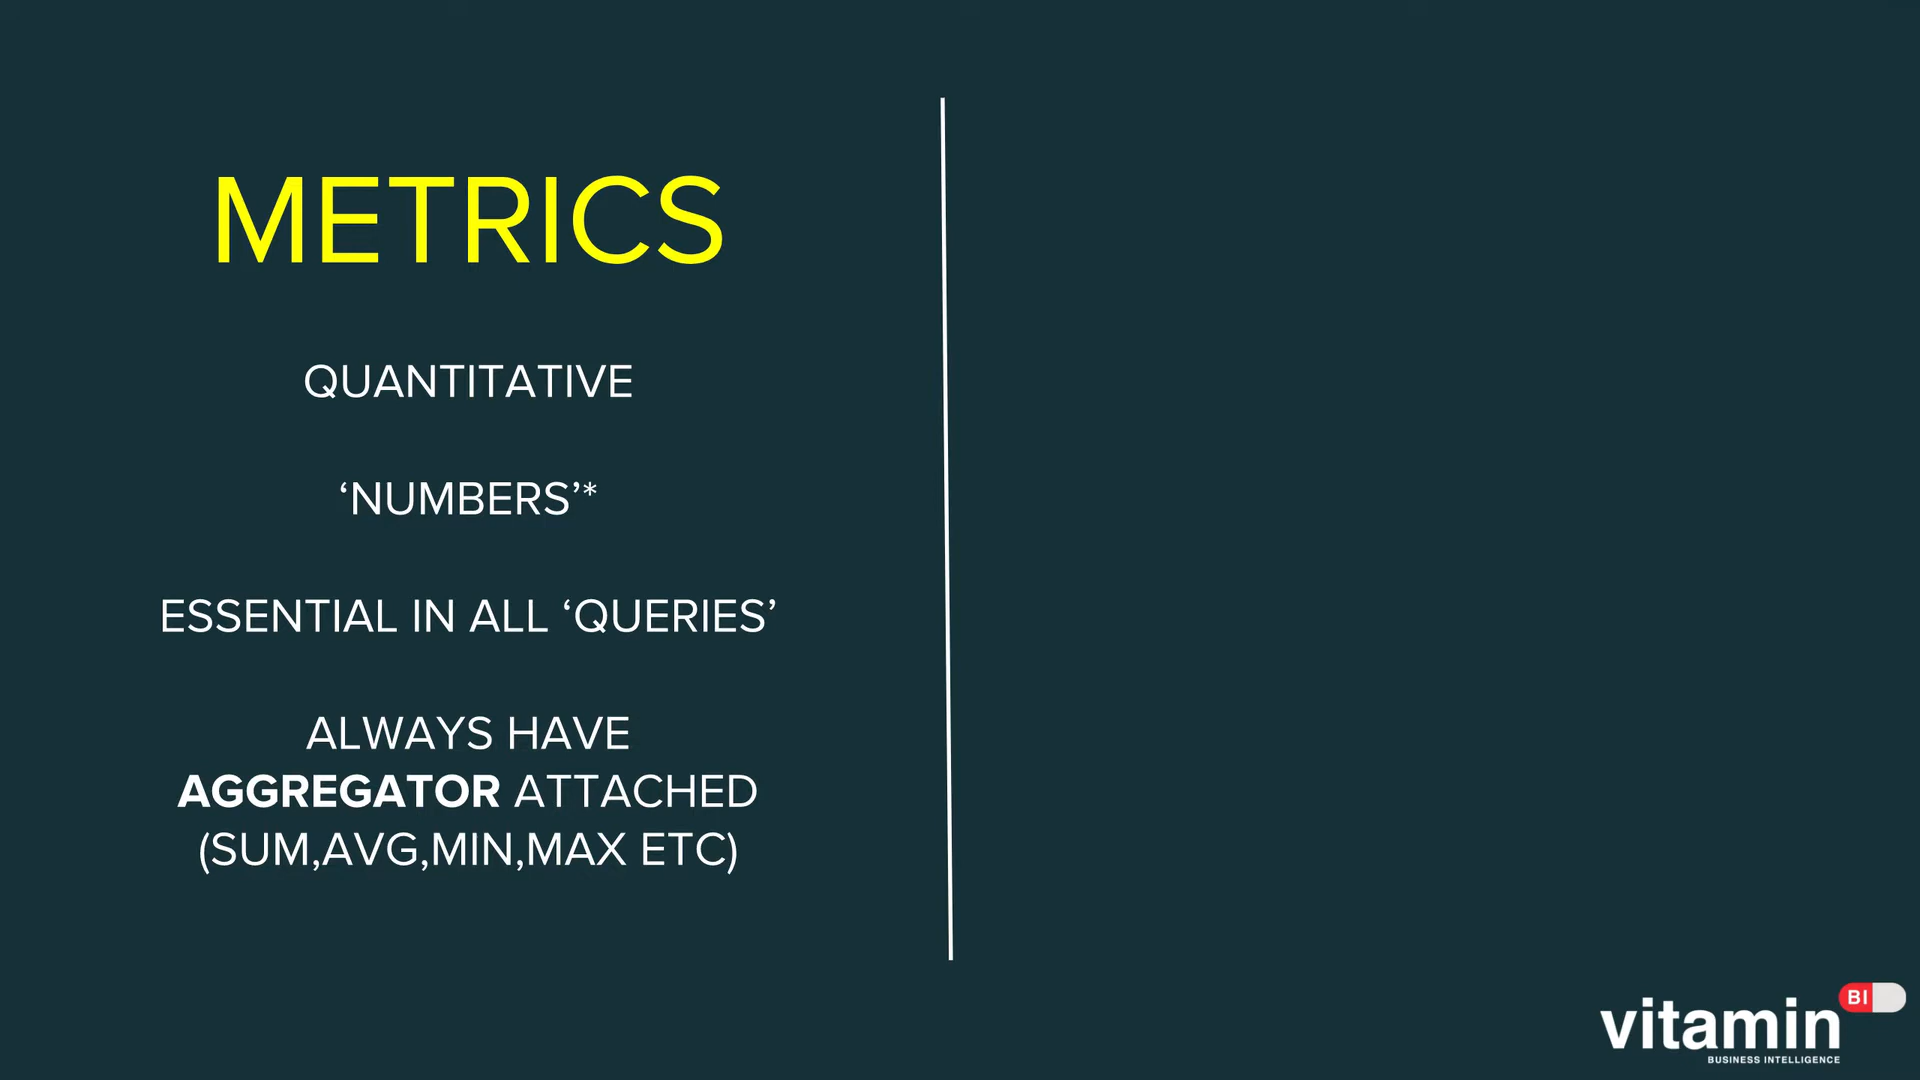 METRICS
QUANTITATIVE
‘NUMBERS’*
ESSENTIAL IN ALL ‘QUERIES’
ALWAYS HAVE
AGGREGATOR ATTACHED
(SUM,AVG,MIN,MAX ETC)
vitamin BI
BUSINESS INTELLIGENCE